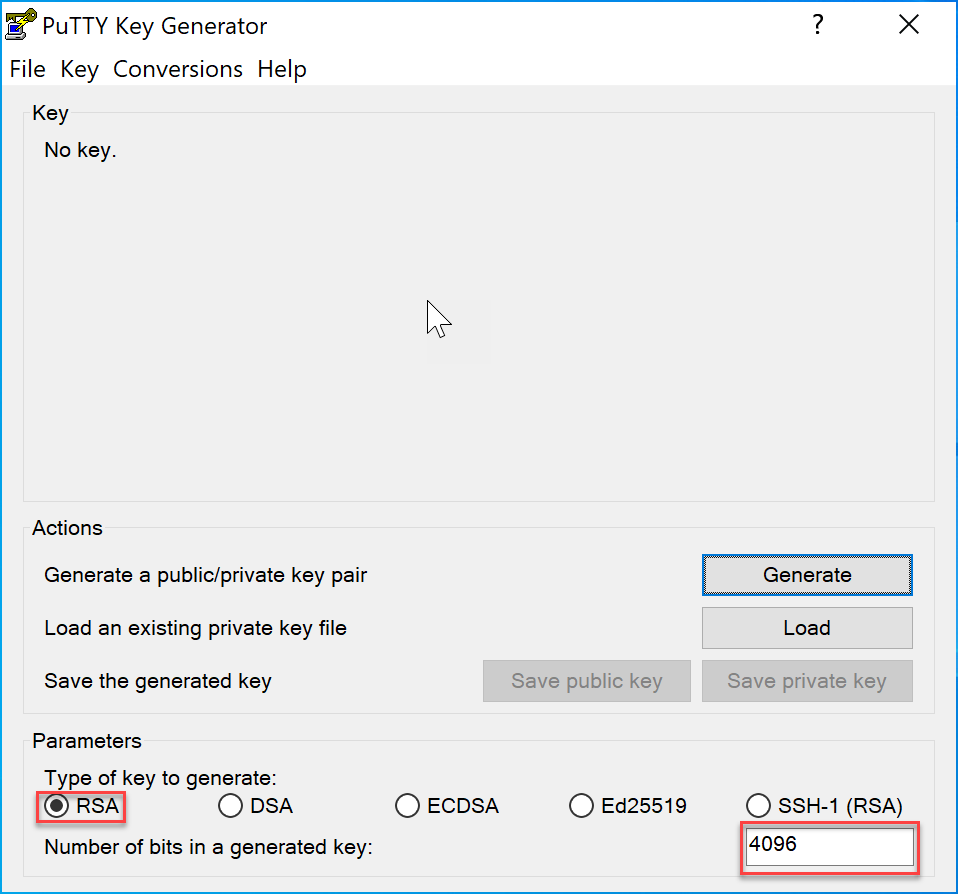 PuTTY Key Generator ?
File Key Conversions Help
Key
No key.
Actions
Generate a public/private key pair Generate
Load an existing private key file Load
Save the generated key Save public key Save private key
Parameters
Type of key to generate:
RSA DSA ECDSA Ed25519 SSH-1 (RSA)
Number of bits in a generated key: 4096